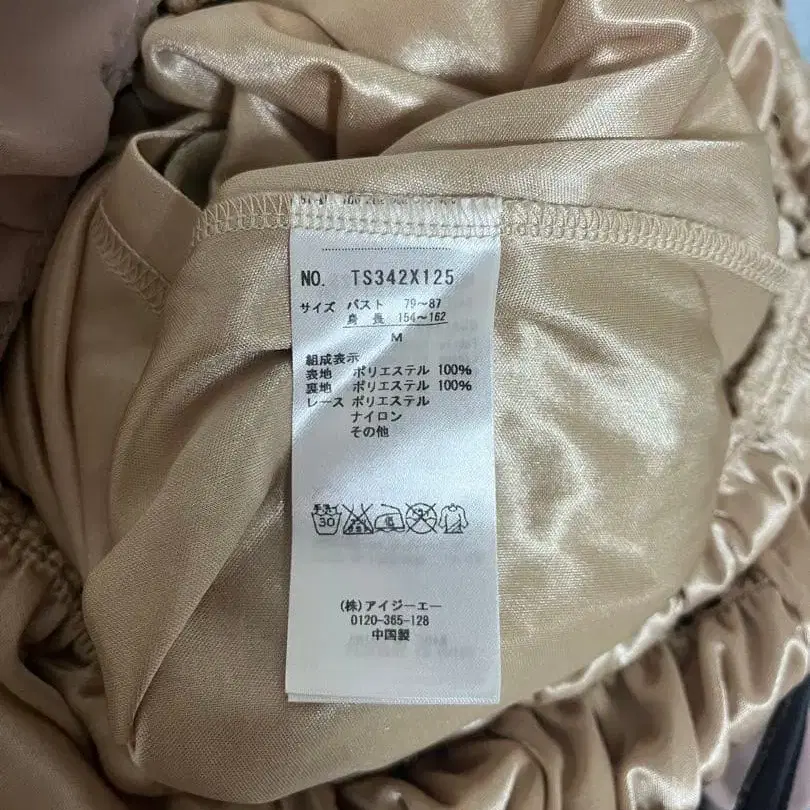 NO. TS342X125
サイズ バスト 79〜87
身長 154〜162
M
組成表示
表地 ポリエステル 100%
裏地 ポリエステル 100%
レース ポリエステル
ナイロン
その他
手洗イ
30
(株)アイジーエー
0120-365-128
中国製